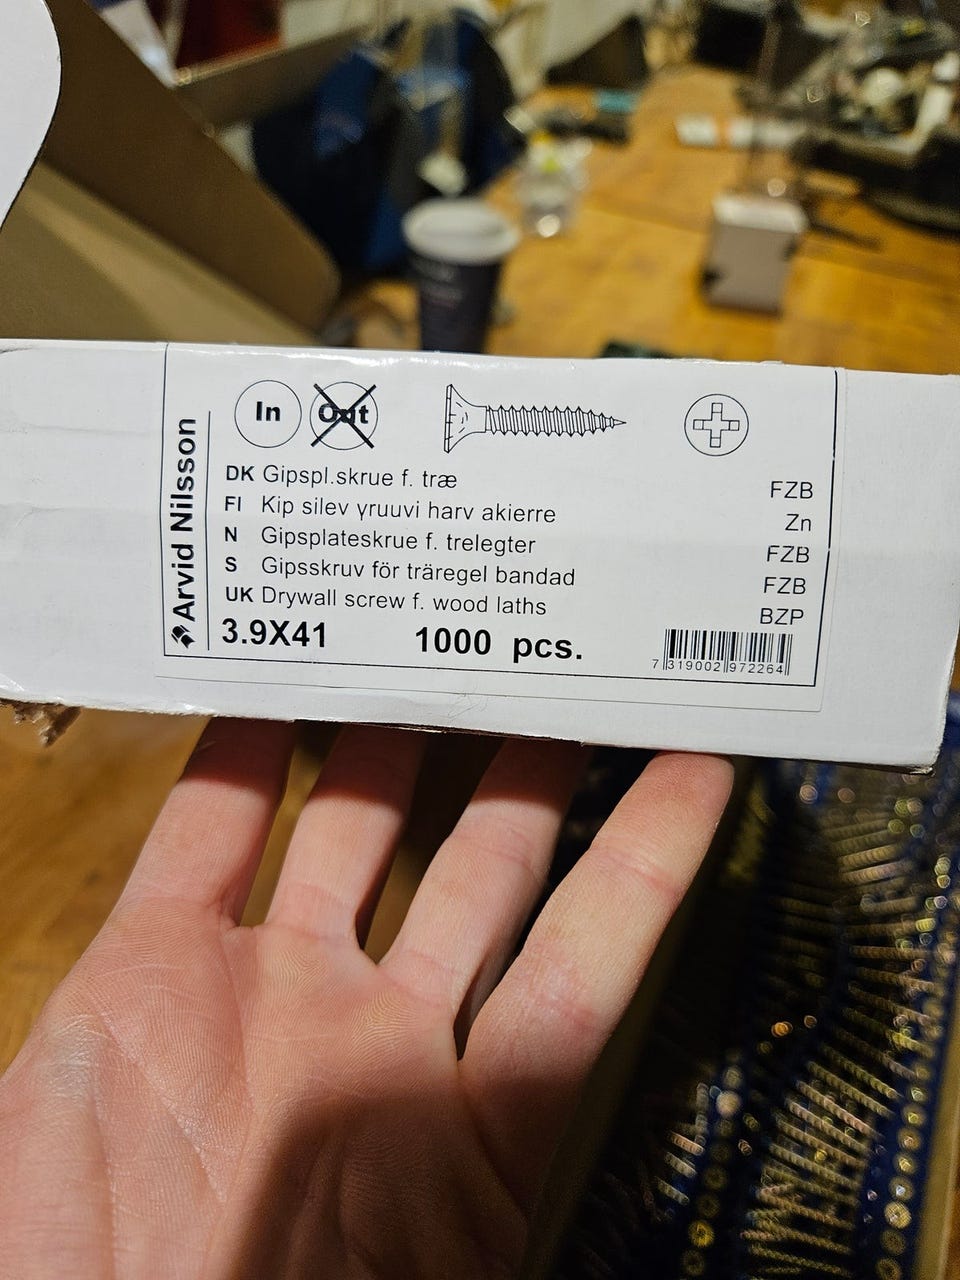 Arvid Nilsson
In Out
DK Gipspl.skrue f. træ FZB
FI Kip silev yruuvi harv akierre Zn
N Gipsplateskrue f. trelegter FZB
S Gipsskruv för träregel bandad FZB
UK Drywall screw f. wood laths BZP
3.9X41 1000 pcs.
7 319002 972264